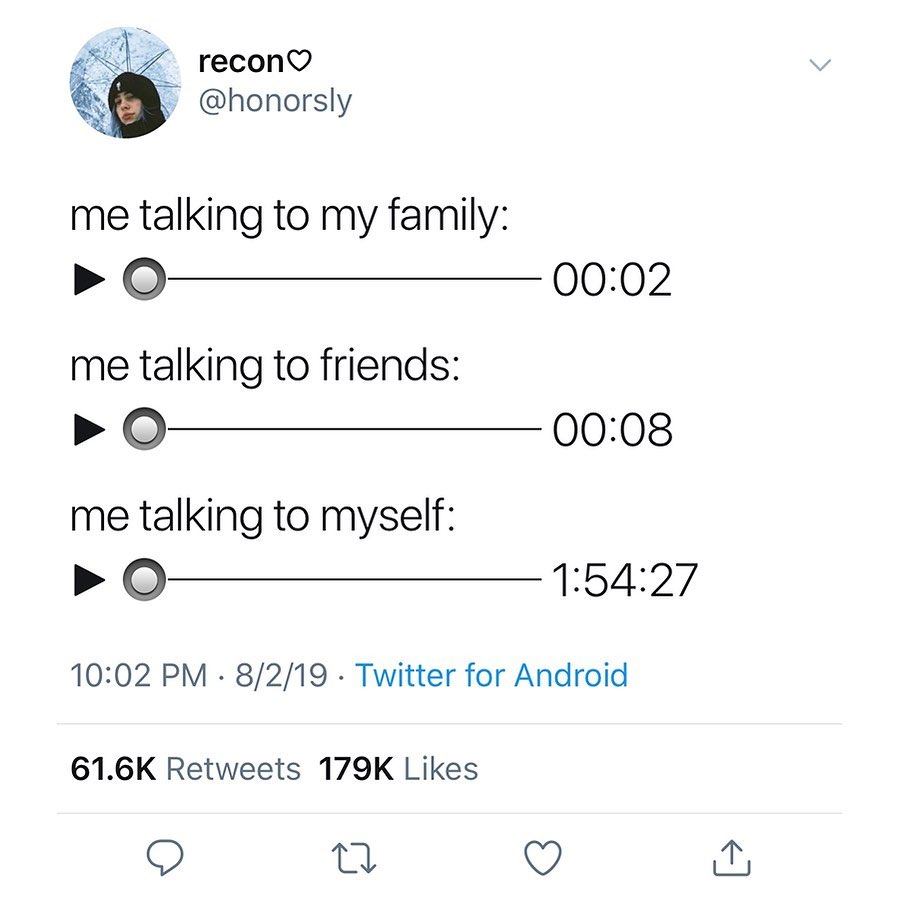 recon♡
@honorsly
me talking to my family:
00:02
me talking to friends:
00:08
me talking to myself:
1:54:27
10:02 PM · 8/2/19 · Twitter for Android
61.6K Retweets 179K Likes